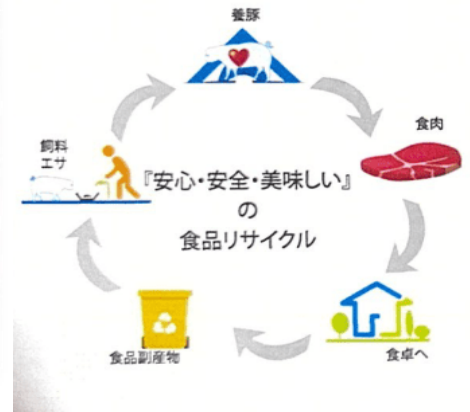 養豚
食肉
飼料
エサ
『安心・安全・美味しい』
の
食品リサイクル
食品副産物
食卓へ